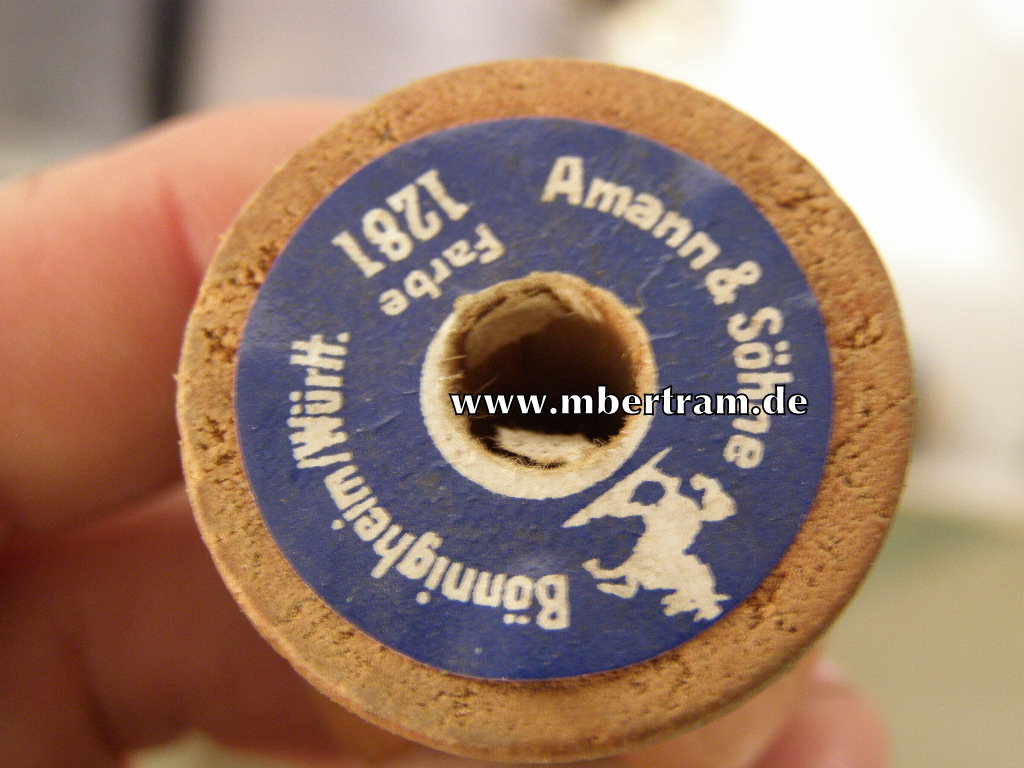 Amann & Söhne
Bönnigheim/Württ.
Farbe
1281
www.mbertram.de